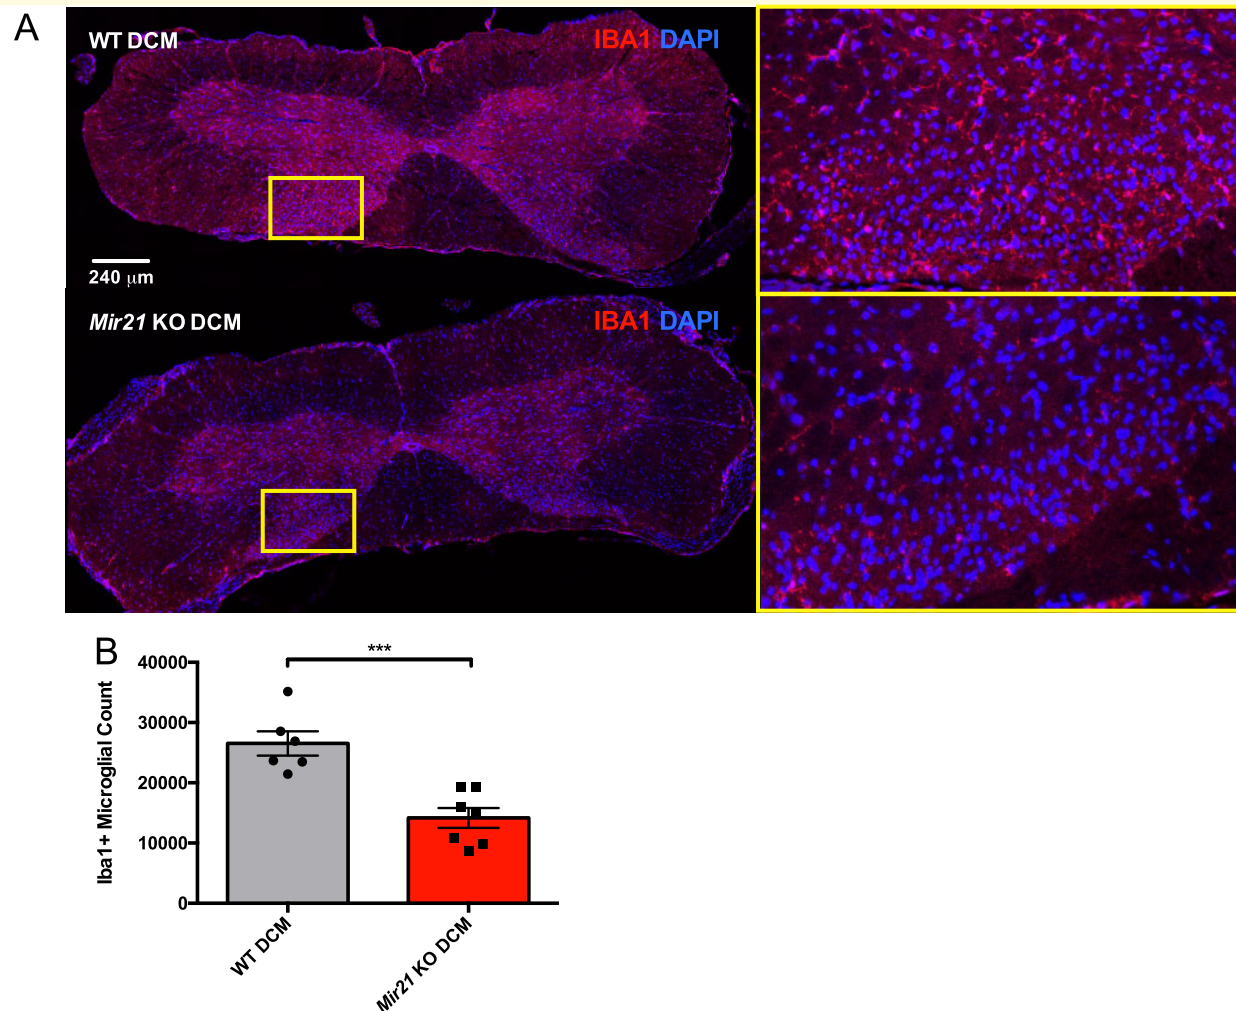 A
WT DCM
IBA1 DAPI
240 μm
Mir21 KO DCM
IBA1 DAPI
B
***
40000
30000
20000
10000
0
Iba1+ Microglial Count
WT DCM
Mir21 KO DCM